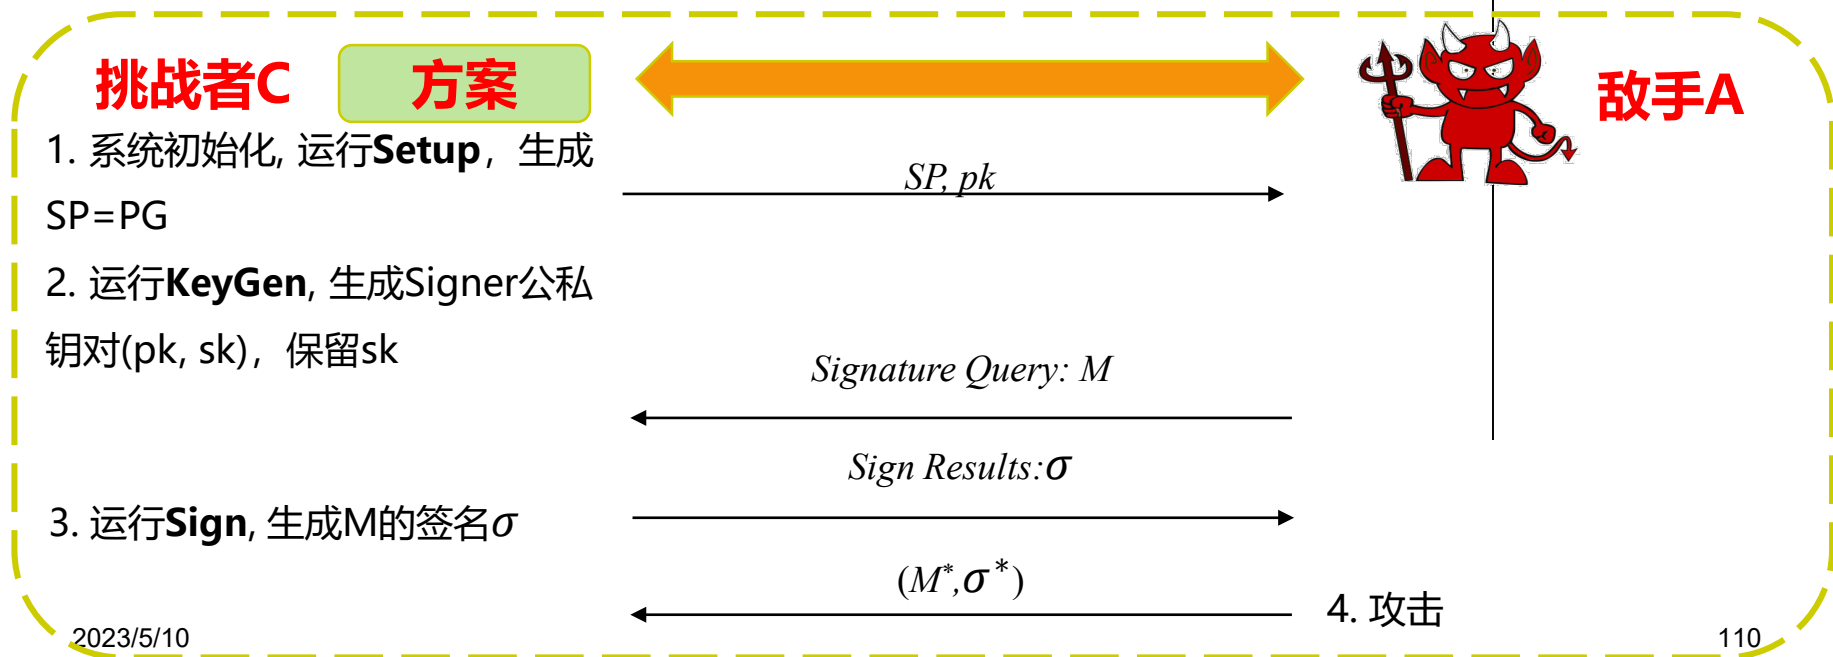 挑战者C 方案 敌手A
1. 系统初始化, 运行Setup，生成
SP=PG
SP, pk
2. 运行KeyGen, 生成Signer公私
钥对(pk, sk)，保留sk
Signature Query: M
Sign Results:σ
3. 运行Sign, 生成M的签名σ
(M*,σ*)
4. 攻击
2023/5/10
110